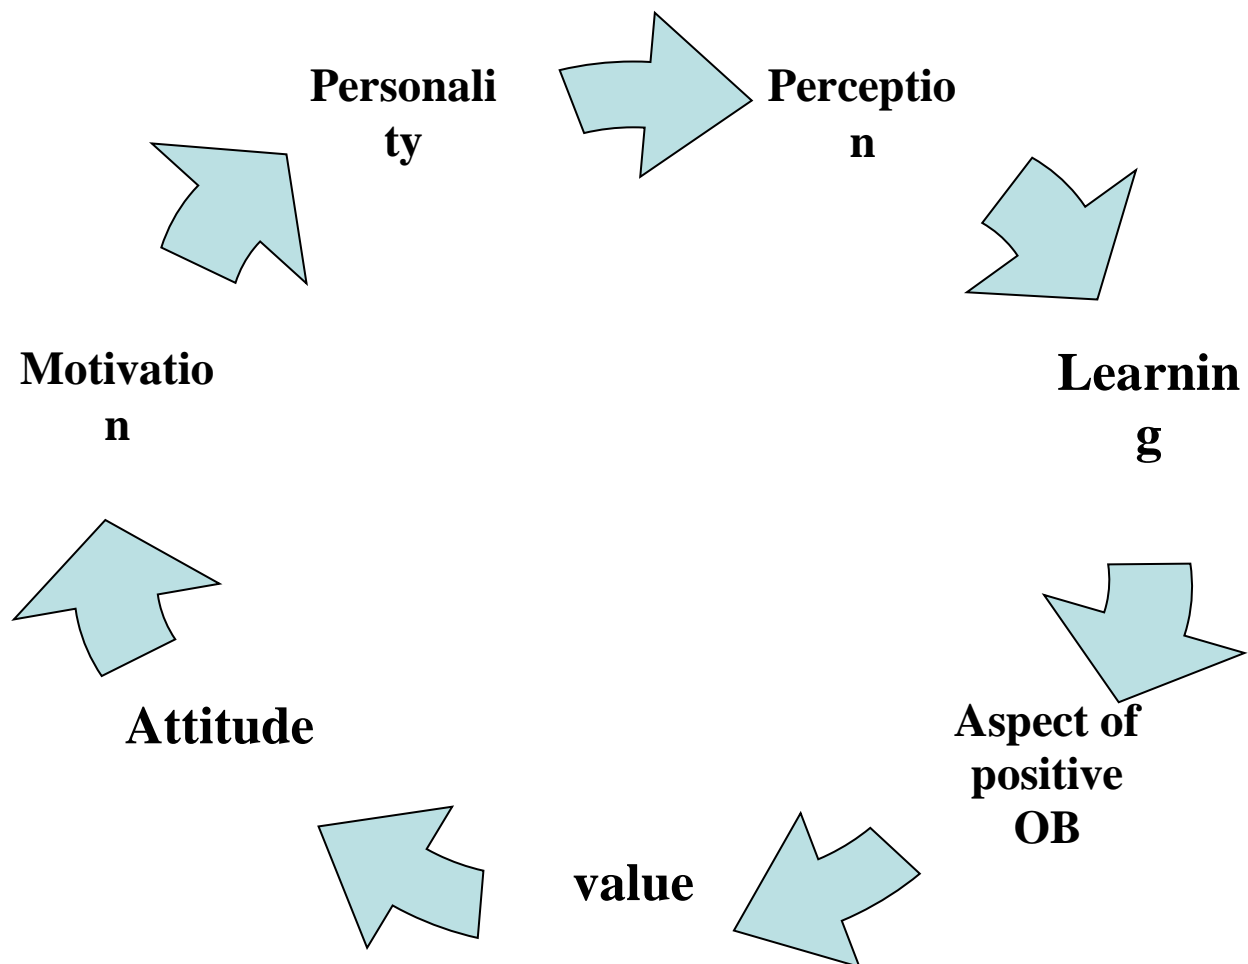 Personali
ty
Perceptio
n
Learnin
g
Aspect of
positive
OB
value
Attitude
Motivatio
n